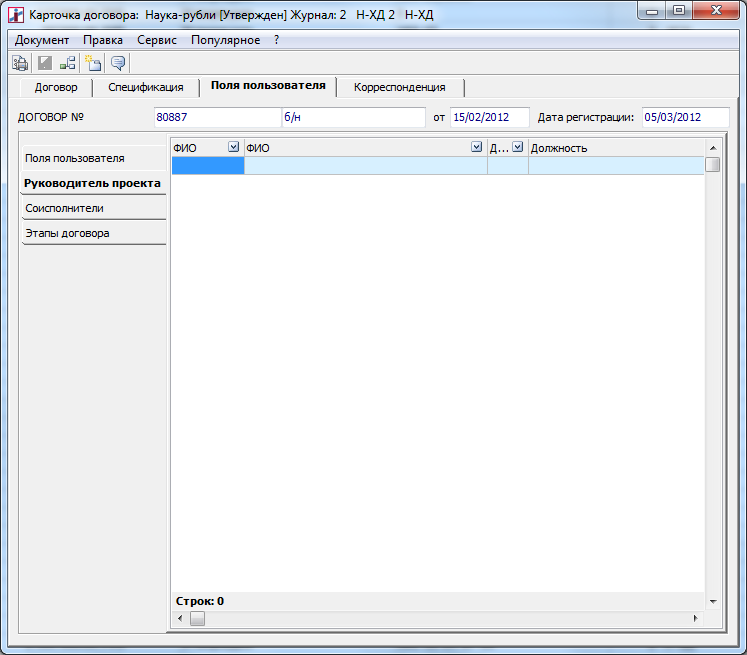 Карточка договора: Наука-рубли [Утвержден] Журнал: 2 Н-ХД 2 Н-ХД
Документ Правка Сервис Популярное ?
Договор Спецификация Поля пользователя Корреспонденция
ДОГОВОР № 80887 б/н от 15/02/2012 Дата регистрации: 05/03/2012
Поля пользователя
Руководитель проекта
Соисполнители
Этапы договора
ФИО ФИО Д... Должность
Строк: 0